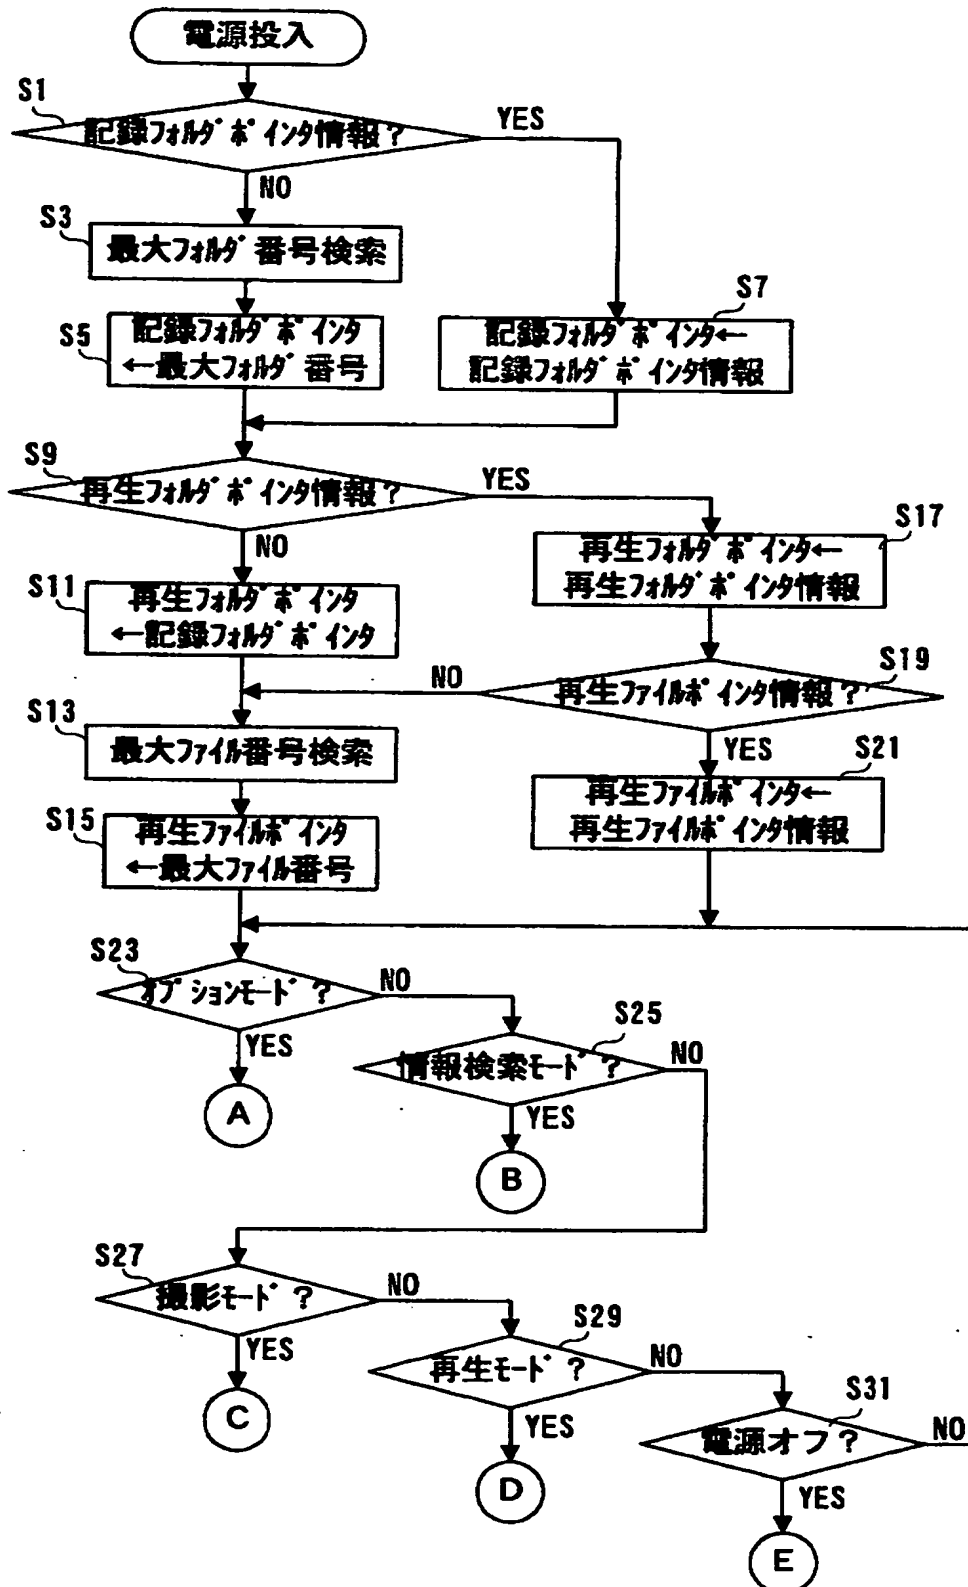 電源投入
S1
記録フォルダポインタ情報?
YES
NO
S3
最大フォルダ番号検索
S5
記録フォルダポインタ
←最大フォルダ番号
S7
記録フォルダポインタ←
記録フォルダポインタ情報
S9
再生フォルダポインタ情報?
YES
NO
S17
再生フォルダポインタ←
再生フォルダポインタ情報
S11
再生フォルダポインタ
←記録フォルダポインタ
S19
再生ファイルポインタ情報?
NO
YES
S13
最大ファイル番号検索
S21
再生ファイルポインタ←
再生ファイルポインタ情報
S15
再生ファイルポインタ
←最大ファイル番号
S23
オプションモード?
NO
YES
A
S25
情報検索モード?
NO
YES
B
S27
撮影モード?
NO
YES
C
S29
再生モード?
NO
YES
D
S31
電源オフ?
NO
YES
E